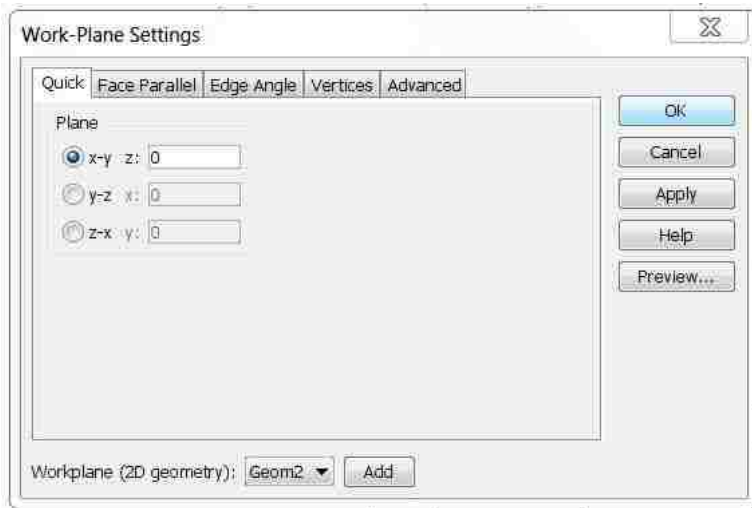 Work-Plane Settings
Quick Face Parallel Edge Angle Vertices Advanced
Plane
x-y z: 0
y-z x: 0
z-x y: 0
OK
Cancel
Apply
Help
Preview...
Workplane (2D geometry): Geom2 Add